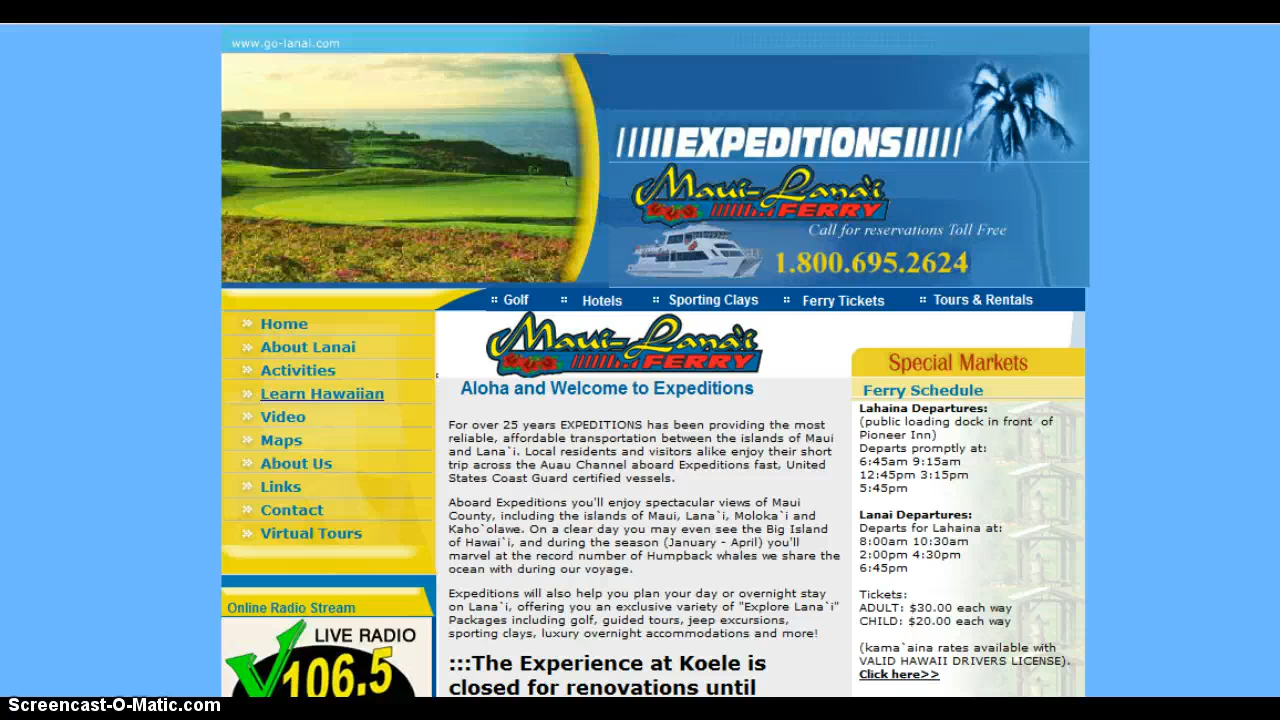 www.go-lanai.com
EXPEDITIONS
Maui-Lana`i
FERRY
Call for reservations Toll Free
1.800.695.2624
Golf
Hotels
Sporting Clays
Ferry Tickets
Tours & Rentals
Home
About Lanai
Activities
Learn Hawaiian
Video
Maps
About Us
Links
Contact
Virtual Tours
Online Radio Stream
LIVE RADIO
V106.5
Maui-Lana`i
FERRY
Aloha and Welcome to Expeditions
For over 25 years EXPEDITIONS has been providing the most
reliable, affordable transportation between the islands of Maui
and Lana`i. Local residents and visitors alike enjoy their short
trip across the Auau Channel aboard Expeditions fast, United
States Coast Guard certified vessels.
Aboard Expeditions you'll enjoy spectacular views of Maui
County, including the islands of Maui, Lana`i, Moloka`i and
Kaho`olawe. On a clear day you may even see the Big Island
of Hawai`i, and during the season (January - April) you'll
marvel at the record number of Humpback whales we share the
ocean with during our voyage.
Expeditions will also help you plan your day or overnight stay
on Lana`i, offering you an exclusive variety of "Explore Lana`i"
Packages including golf, guided tours, jeep excursions,
sporting clays, luxury overnight accommodations and more!
:::The Experience at Koele is
closed for renovations until
Special Markets
Ferry Schedule
Lahaina Departures:
(public loading dock in front of
Pioneer Inn)
Departs promptly at:
6:45am 9:15am
12:45pm 3:15pm
5:45pm
Lanai Departures:
Departs for Lahaina at:
8:00am 10:30am
2:00pm 4:30pm
6:45pm
Tickets:
ADULT: $30.00 each way
CHILD: $20.00 each way
(kama`aina rates available with
VALID HAWAII DRIVERS LICENSE).
Click here>>
Screencast-O-Matic.com